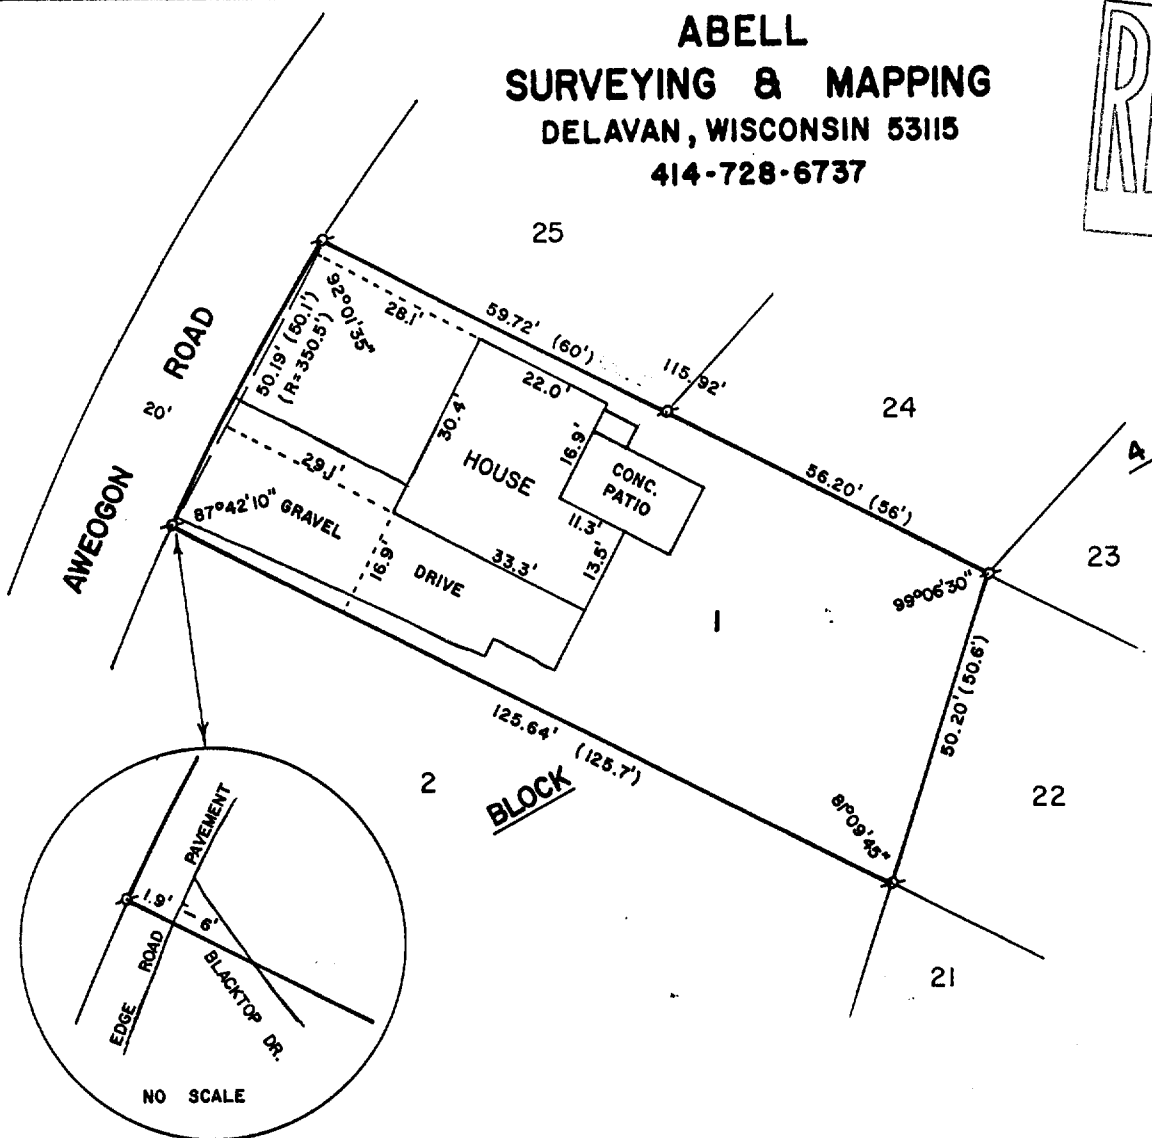 ABELL
SURVEYING & MAPPING
DELAVAN, WISCONSIN 53115
414-728-6737
25
AWEOGON ROAD
20'
50.19' (50.1')
(R=350.5')
92°01'35"
28.1'
59.72' (60')
115.92'
24
22.0'
30.4'
HOUSE
16.9'
CONC.
PATIO
56.20' (56')
4
23
29.1'
87°42'10"
GRAVEL
DRIVE
16.9'
11.3'
33.3'
13.5'
1
99°06'30"
50.20' (50.6')
125.64' (125.7')
2
BLOCK
22
81°09'45"
21
PAVEMENT
1.9'
1'
6'
EDGE ROAD
BLACKTOP DR.
NO SCALE